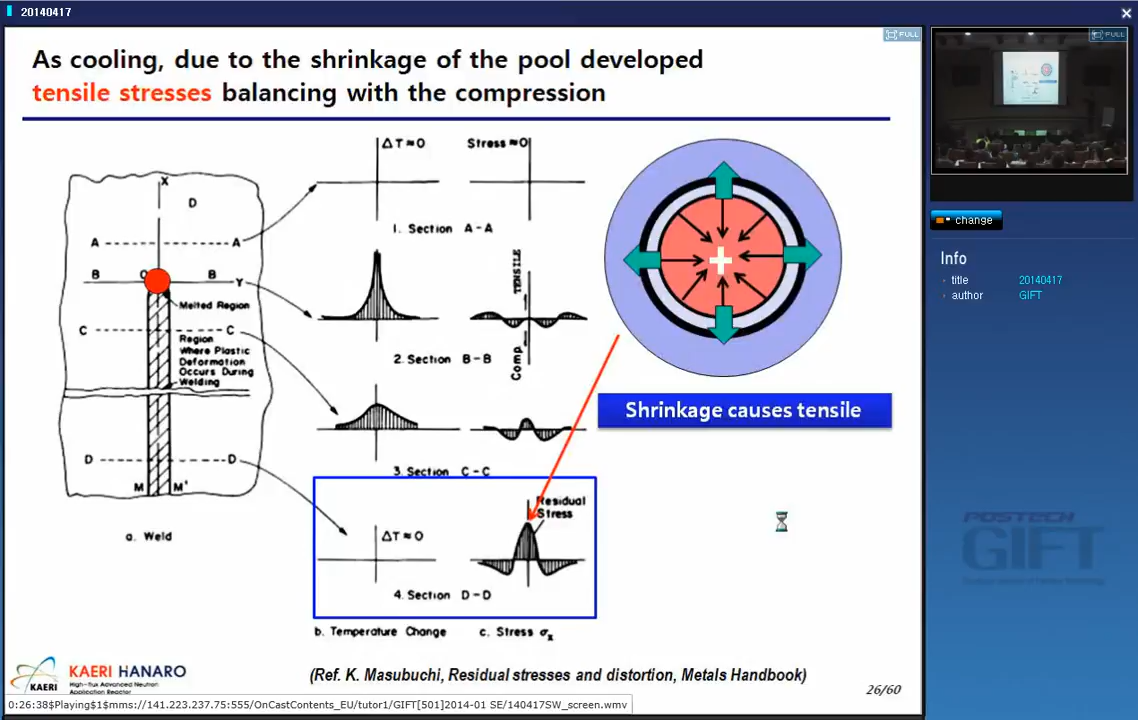 20140417
As cooling, due to the shrinkage of the pool developed
tensile stresses balancing with the compression
FULL
FULL
change
Info
title 20140417
author GIFT
X
D
A A
B O B Y
Melted Region
C C
Region
Where Plastic
Deformation
Occurs During
Welding
D D
M M'
a. Weld
ΔT≈0 Stress≈0
1. Section A-A
TENSILE
Comp.
2. Section B-B
3. Section C-C
Residual
Stress
ΔT≈0
4. Section D-D
b. Temperature Change c. Stress σx
Shrinkage causes tensile
POSTECH
GIFT
KAERI
KAERI HANARO
High-flux Advanced Neutron
Application Reactor
(Ref. K. Masubuchi, Residual stresses and distortion, Metals Handbook)
26/60
0:26:38$Playing$1$mms://141.223.237.75:555/OnCastContents_EU/tutor1/GIFT[501]2014-01 SE/140417SW_screen.wmv